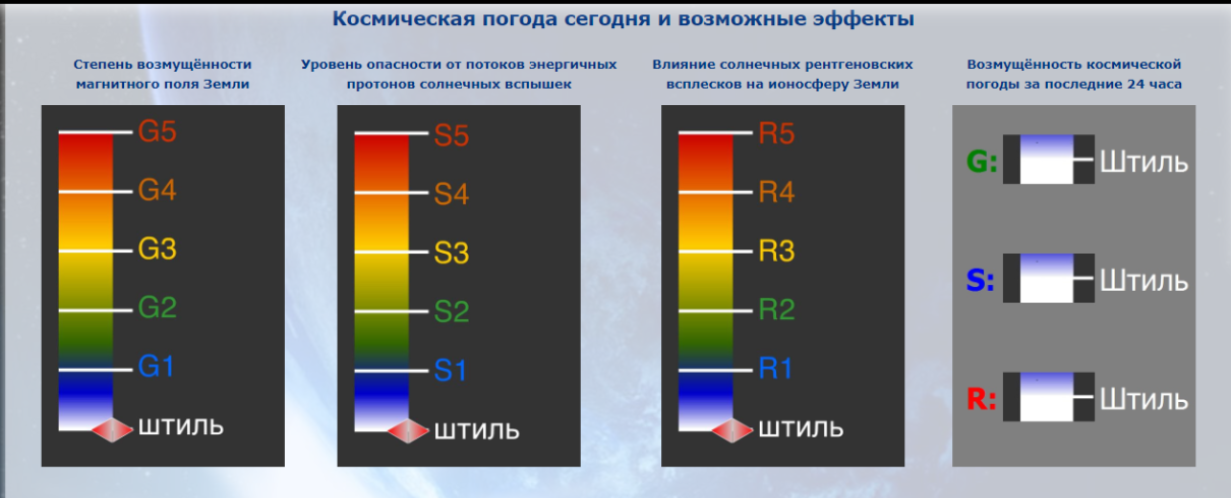 Космическая погода сегодня и возможные эффекты
Степень возмущённости
магнитного поля Земли
G5
G4
G3
G2
G1
штиль
Уровень опасности от потоков энергичных
протонов солнечных вспышек
S5
S4
S3
S2
S1
штиль
Влияние солнечных рентгеновских
всплесков на ионосферу Земли
R5
R4
R3
R2
R1
штиль
Возмущённость космической
погоды за последние 24 часа
G: Штиль
S: Штиль
R: Штиль